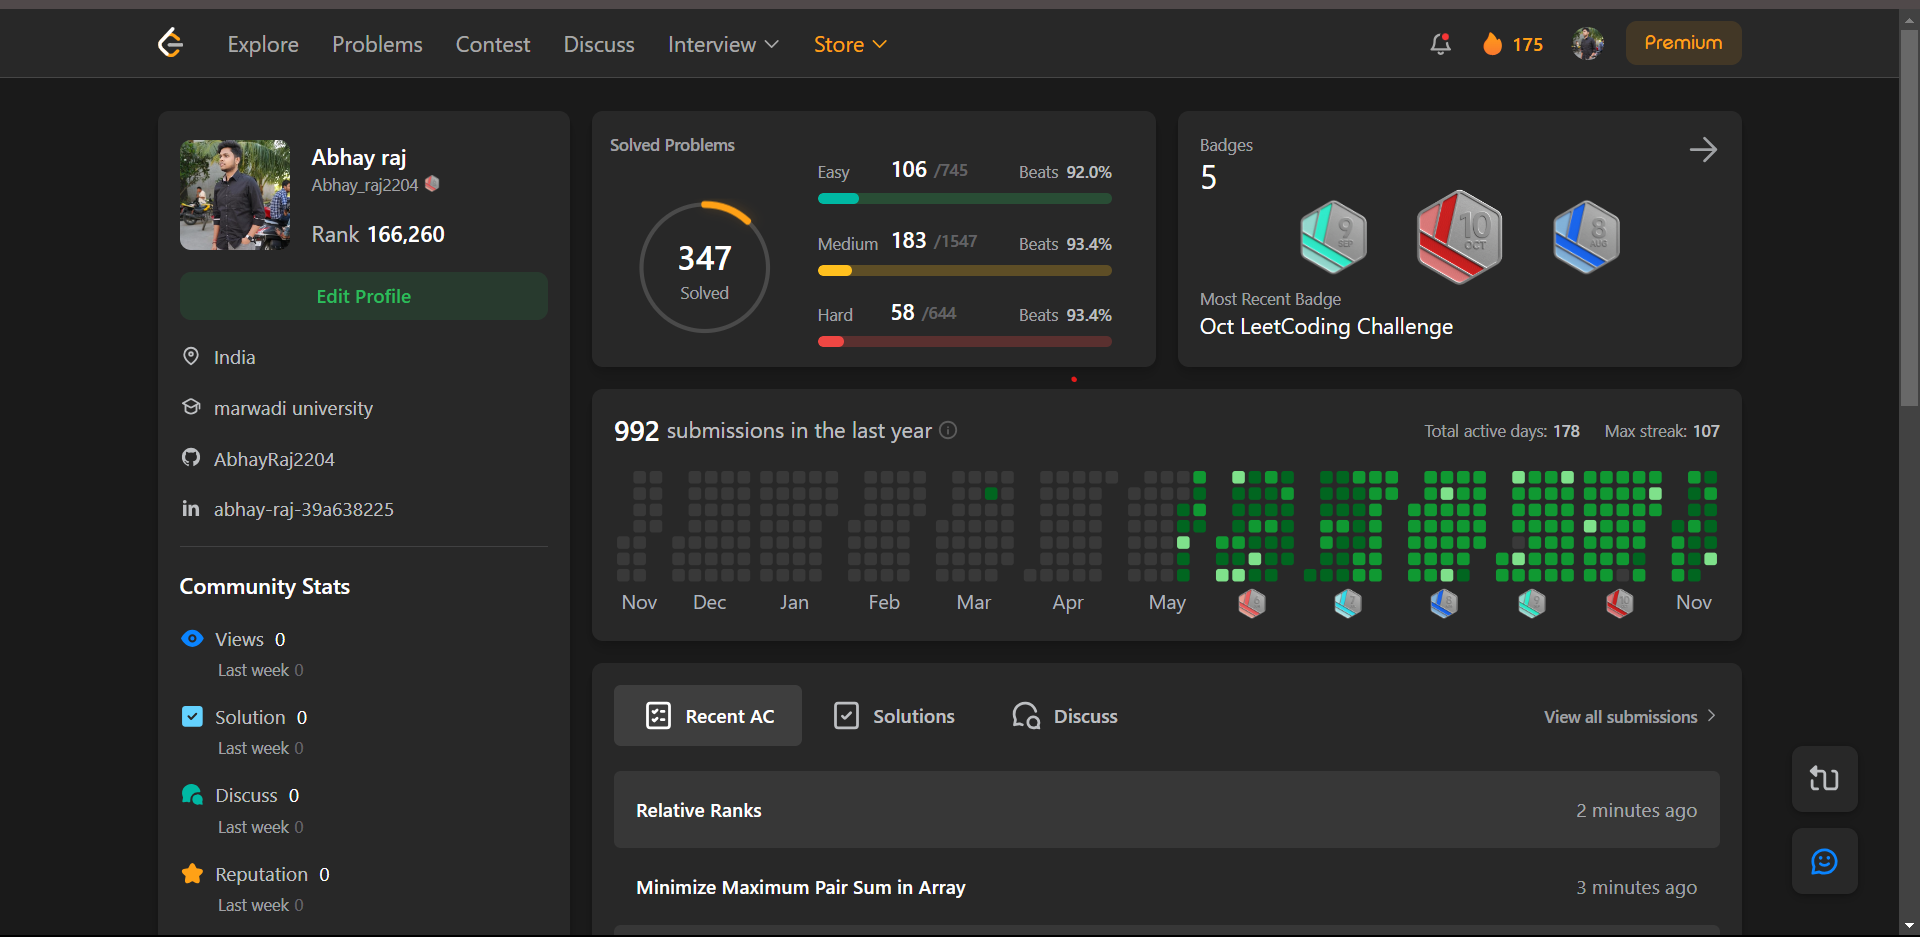 Explore Problems Contest Discuss Interview Store 175 Premium
Abhay raj
Abhay_raj2204
Rank 166,260
Edit Profile
India
marwadi university
AbhayRaj2204
abhay-raj-39a638225
Community Stats
Views 0
Last week 0
Solution 0
Last week 0
Discuss 0
Last week 0
Reputation 0
Last week 0
Solved Problems
347
Solved
Easy 106 /745 Beats 92.0%
Medium 183 /1547 Beats 93.4%
Hard 58 /644 Beats 93.4%
Badges
5
9
SEP
10
OCT
8
AUG
Most Recent Badge
Oct LeetCoding Challenge
992 submissions in the last year Total active days: 178 Max streak: 107
Nov Dec Jan Feb Mar Apr May Nov
Recent AC Solutions Discuss View all submissions
Relative Ranks 2 minutes ago
Minimize Maximum Pair Sum in Array 3 minutes ago